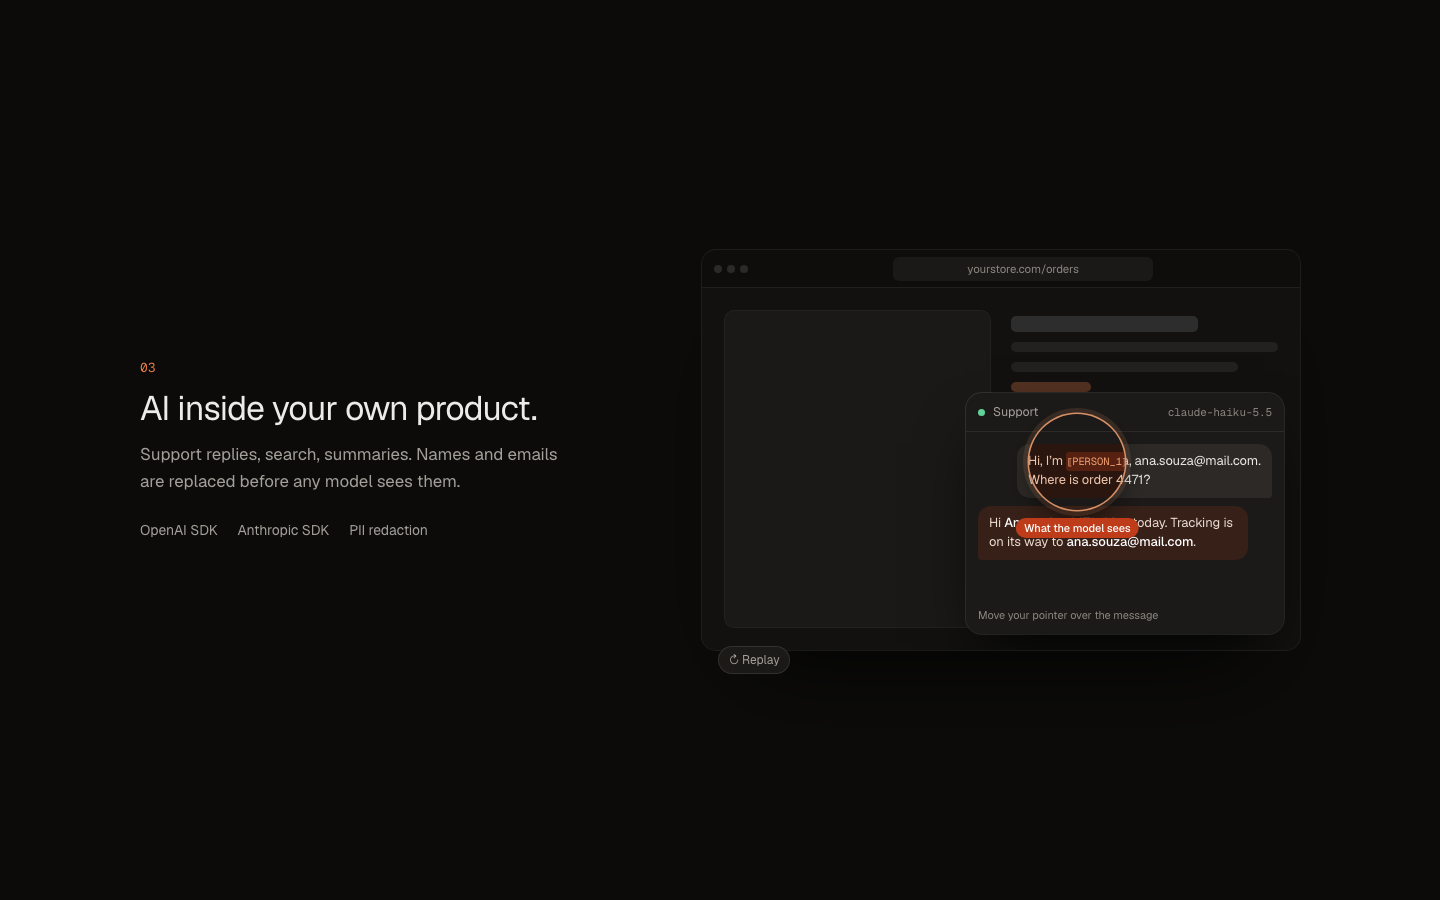 yourstore.com/orders
03
AI inside your own product.
Support replies, search, summaries. Names and emails
are replaced before any model sees them.
OpenAI SDK Anthropic SDK PII redaction
Support claude-haiku-5.5
Hi, I'm [PERSON_1], ana.souza@mail.com.
Where is order 4471?
Hi today. Tracking is
What the model sees
on its way to ana.souza@mail.com.
Move your pointer over the message
Replay